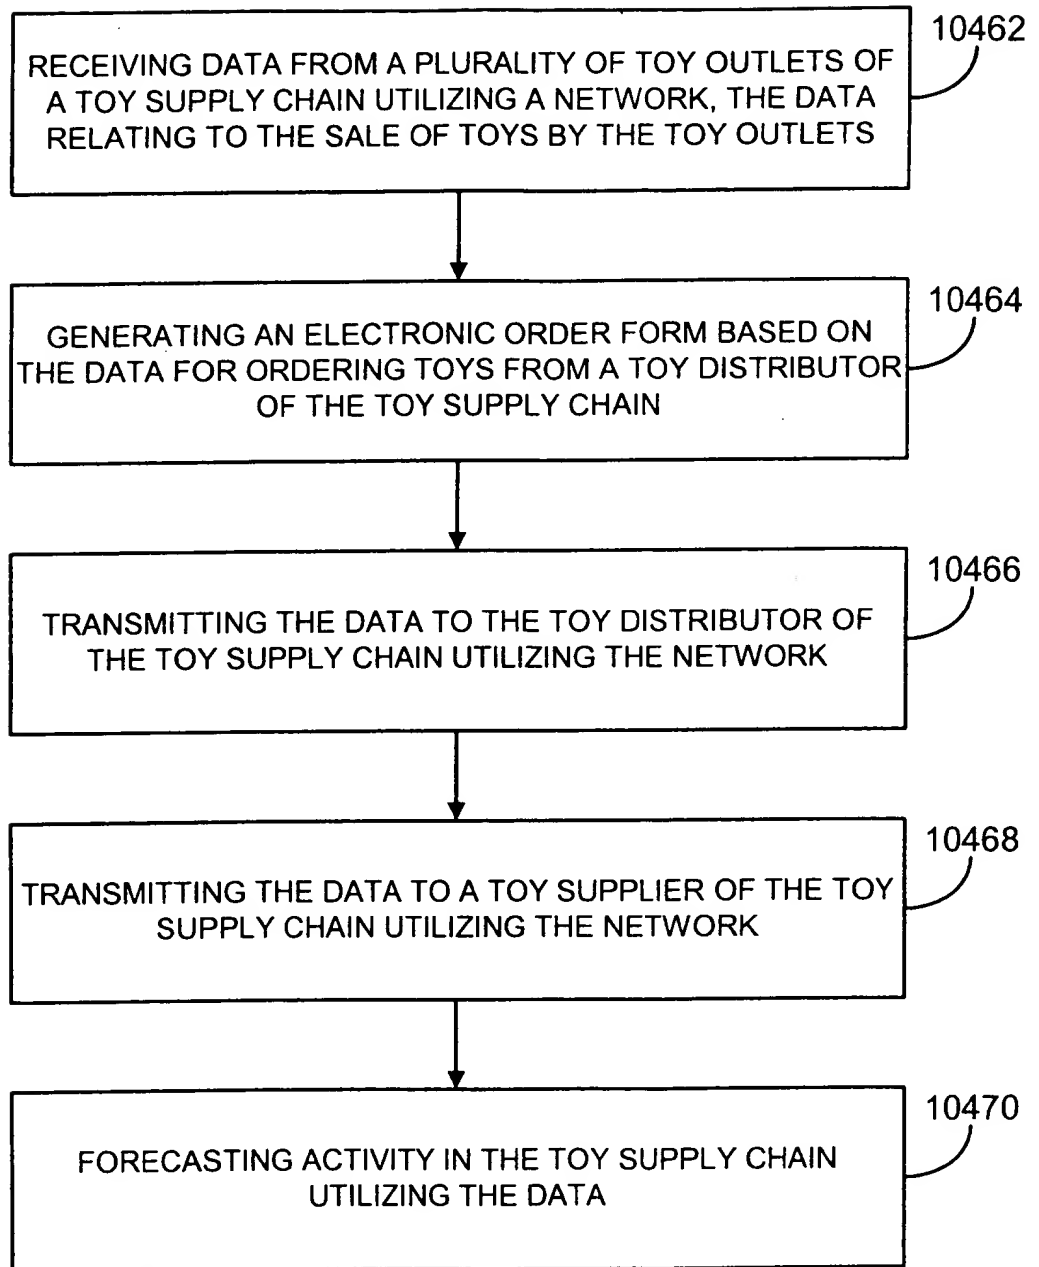 10462
RECEIVING DATA FROM A PLURALITY OF TOY OUTLETS OF
A TOY SUPPLY CHAIN UTILIZING A NETWORK, THE DATA
RELATING TO THE SALE OF TOYS BY THE TOY OUTLETS
10464
GENERATING AN ELECTRONIC ORDER FORM BASED ON
THE DATA FOR ORDERING TOYS FROM A TOY DISTRIBUTOR
OF THE TOY SUPPLY CHAIN
10466
TRANSMITTING THE DATA TO THE TOY DISTRIBUTOR OF
THE TOY SUPPLY CHAIN UTILIZING THE NETWORK
10468
TRANSMITTING THE DATA TO A TOY SUPPLIER OF THE TOY
SUPPLY CHAIN UTILIZING THE NETWORK
10470
FORECASTING ACTIVITY IN THE TOY SUPPLY CHAIN
UTILIZING THE DATA